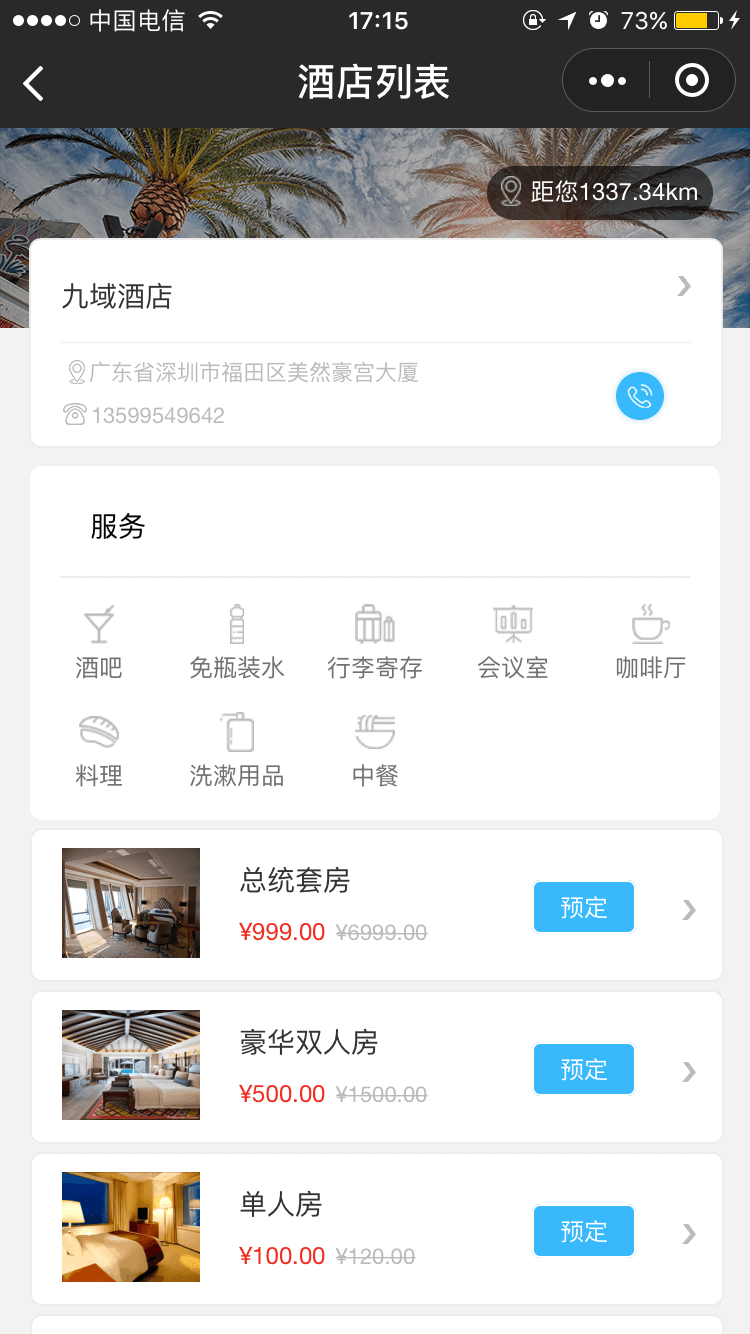 中国电信 17:15 73%
酒店列表
距您1337.34km
九域酒店
广东省深圳市福田区美然豪宫大厦
13599549642
服务
酒吧 免瓶装水 行李寄存 会议室 咖啡厅
料理 洗漱用品 中餐
总统套房
¥999.00 ¥6999.00 预定
豪华双人房
¥500.00 ¥1500.00 预定
单人房
¥100.00 ¥120.00 预定